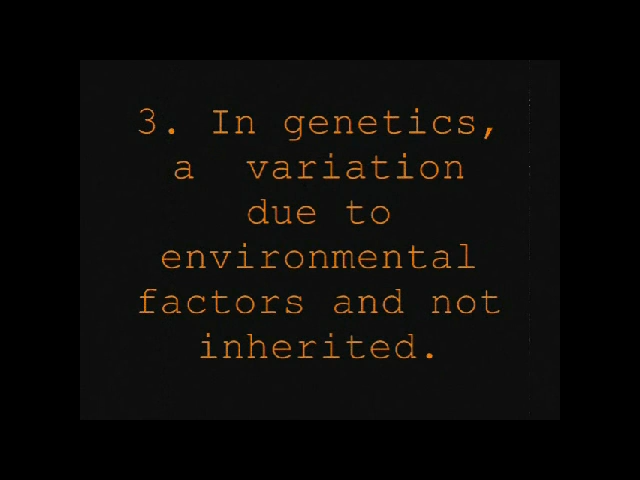 3. In genetics,
a variation
due to
environmental
factors and not
inherited.